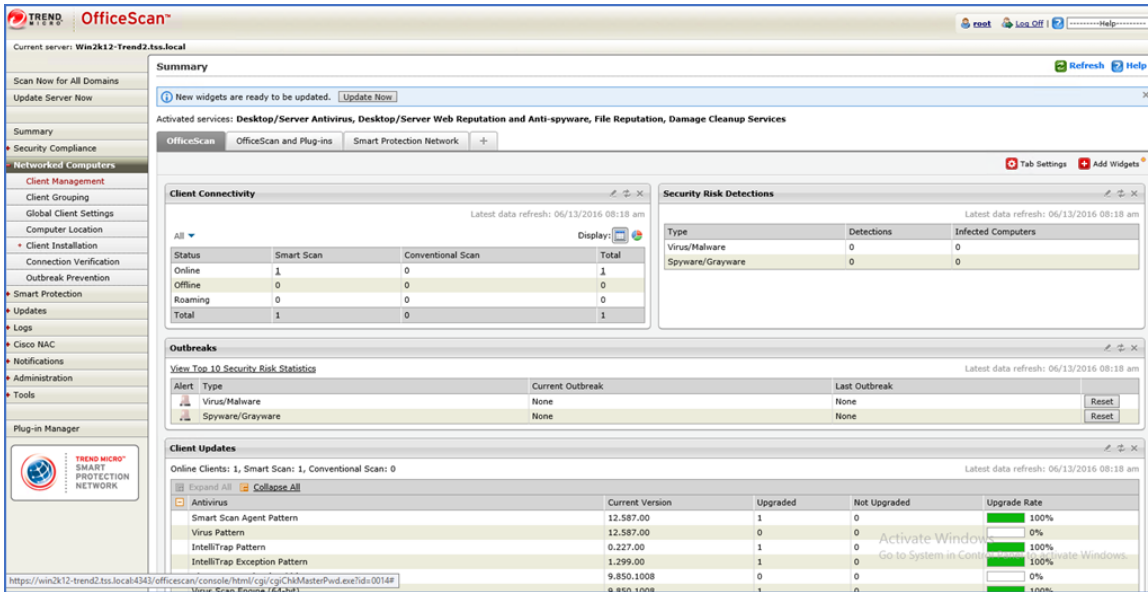 TREND MICRO OfficeScan™
root Log Off | ---------Help---------
Current server: Win2k12-Trend2.tss.local
Scan Now for All Domains
Update Server Now
Summary
Security Compliance
Networked Computers
Client Management
Client Grouping
Global Client Settings
Computer Location
Client Installation
Connection Verification
Outbreak Prevention
Smart Protection
Updates
Logs
Cisco NAC
Notifications
Administration
Tools
Plug-in Manager
TREND MICRO™
SMART
PROTECTION
NETWORK
Summary
Refresh Help
New widgets are ready to be updated. Update Now
Activated services: Desktop/Server Antivirus, Desktop/Server Web Reputation and Anti-spyware, File Reputation, Damage Cleanup Services
OfficeScan OfficeScan and Plug-ins Smart Protection Network +
Tab Settings Add Widgets
Client Connectivity
Latest data refresh: 06/13/2016 08:18 am
All Display:
Status Smart Scan Conventional Scan Total
Online 1 0 1
Offline 0 0 0
Roaming 0 0 0
Total 1 0 1
Security Risk Detections
Latest data refresh: 06/13/2016 08:18 am
Type Detections Infected Computers
Virus/Malware 0 0
Spyware/Grayware 0 0
Outbreaks
View Top 10 Security Risk Statistics Latest data refresh: 06/13/2016 08:18 am
Alert Type Current Outbreak Last Outbreak
Virus/Malware None None Reset
Spyware/Grayware None None Reset
Client Updates
Online Clients: 1, Smart Scan: 1, Conventional Scan: 0 Latest data refresh: 06/13/2016 08:18 am
Expand All Collapse All
Antivirus Current Version Upgraded Not Upgraded Upgrade Rate
Smart Scan Agent Pattern 12.587.00 1 0 100%
Virus Pattern 12.587.00 0 0 0%
IntelliTrap Pattern 0.227.00 1 0 100%
IntelliTrap Exception Pattern 1.299.00 1 0 100%
9.850.1008 0 0 0%
Virus Scan Engine (64-bit) 9.850.1008 1 0 100%
Activate Windows
Go to System in Control Panel to activate Windows.
https://win2k12-trend2.tss.local:4343/officescan/console/html/cgi/cgiChkMasterPwd.exe?id=0014#